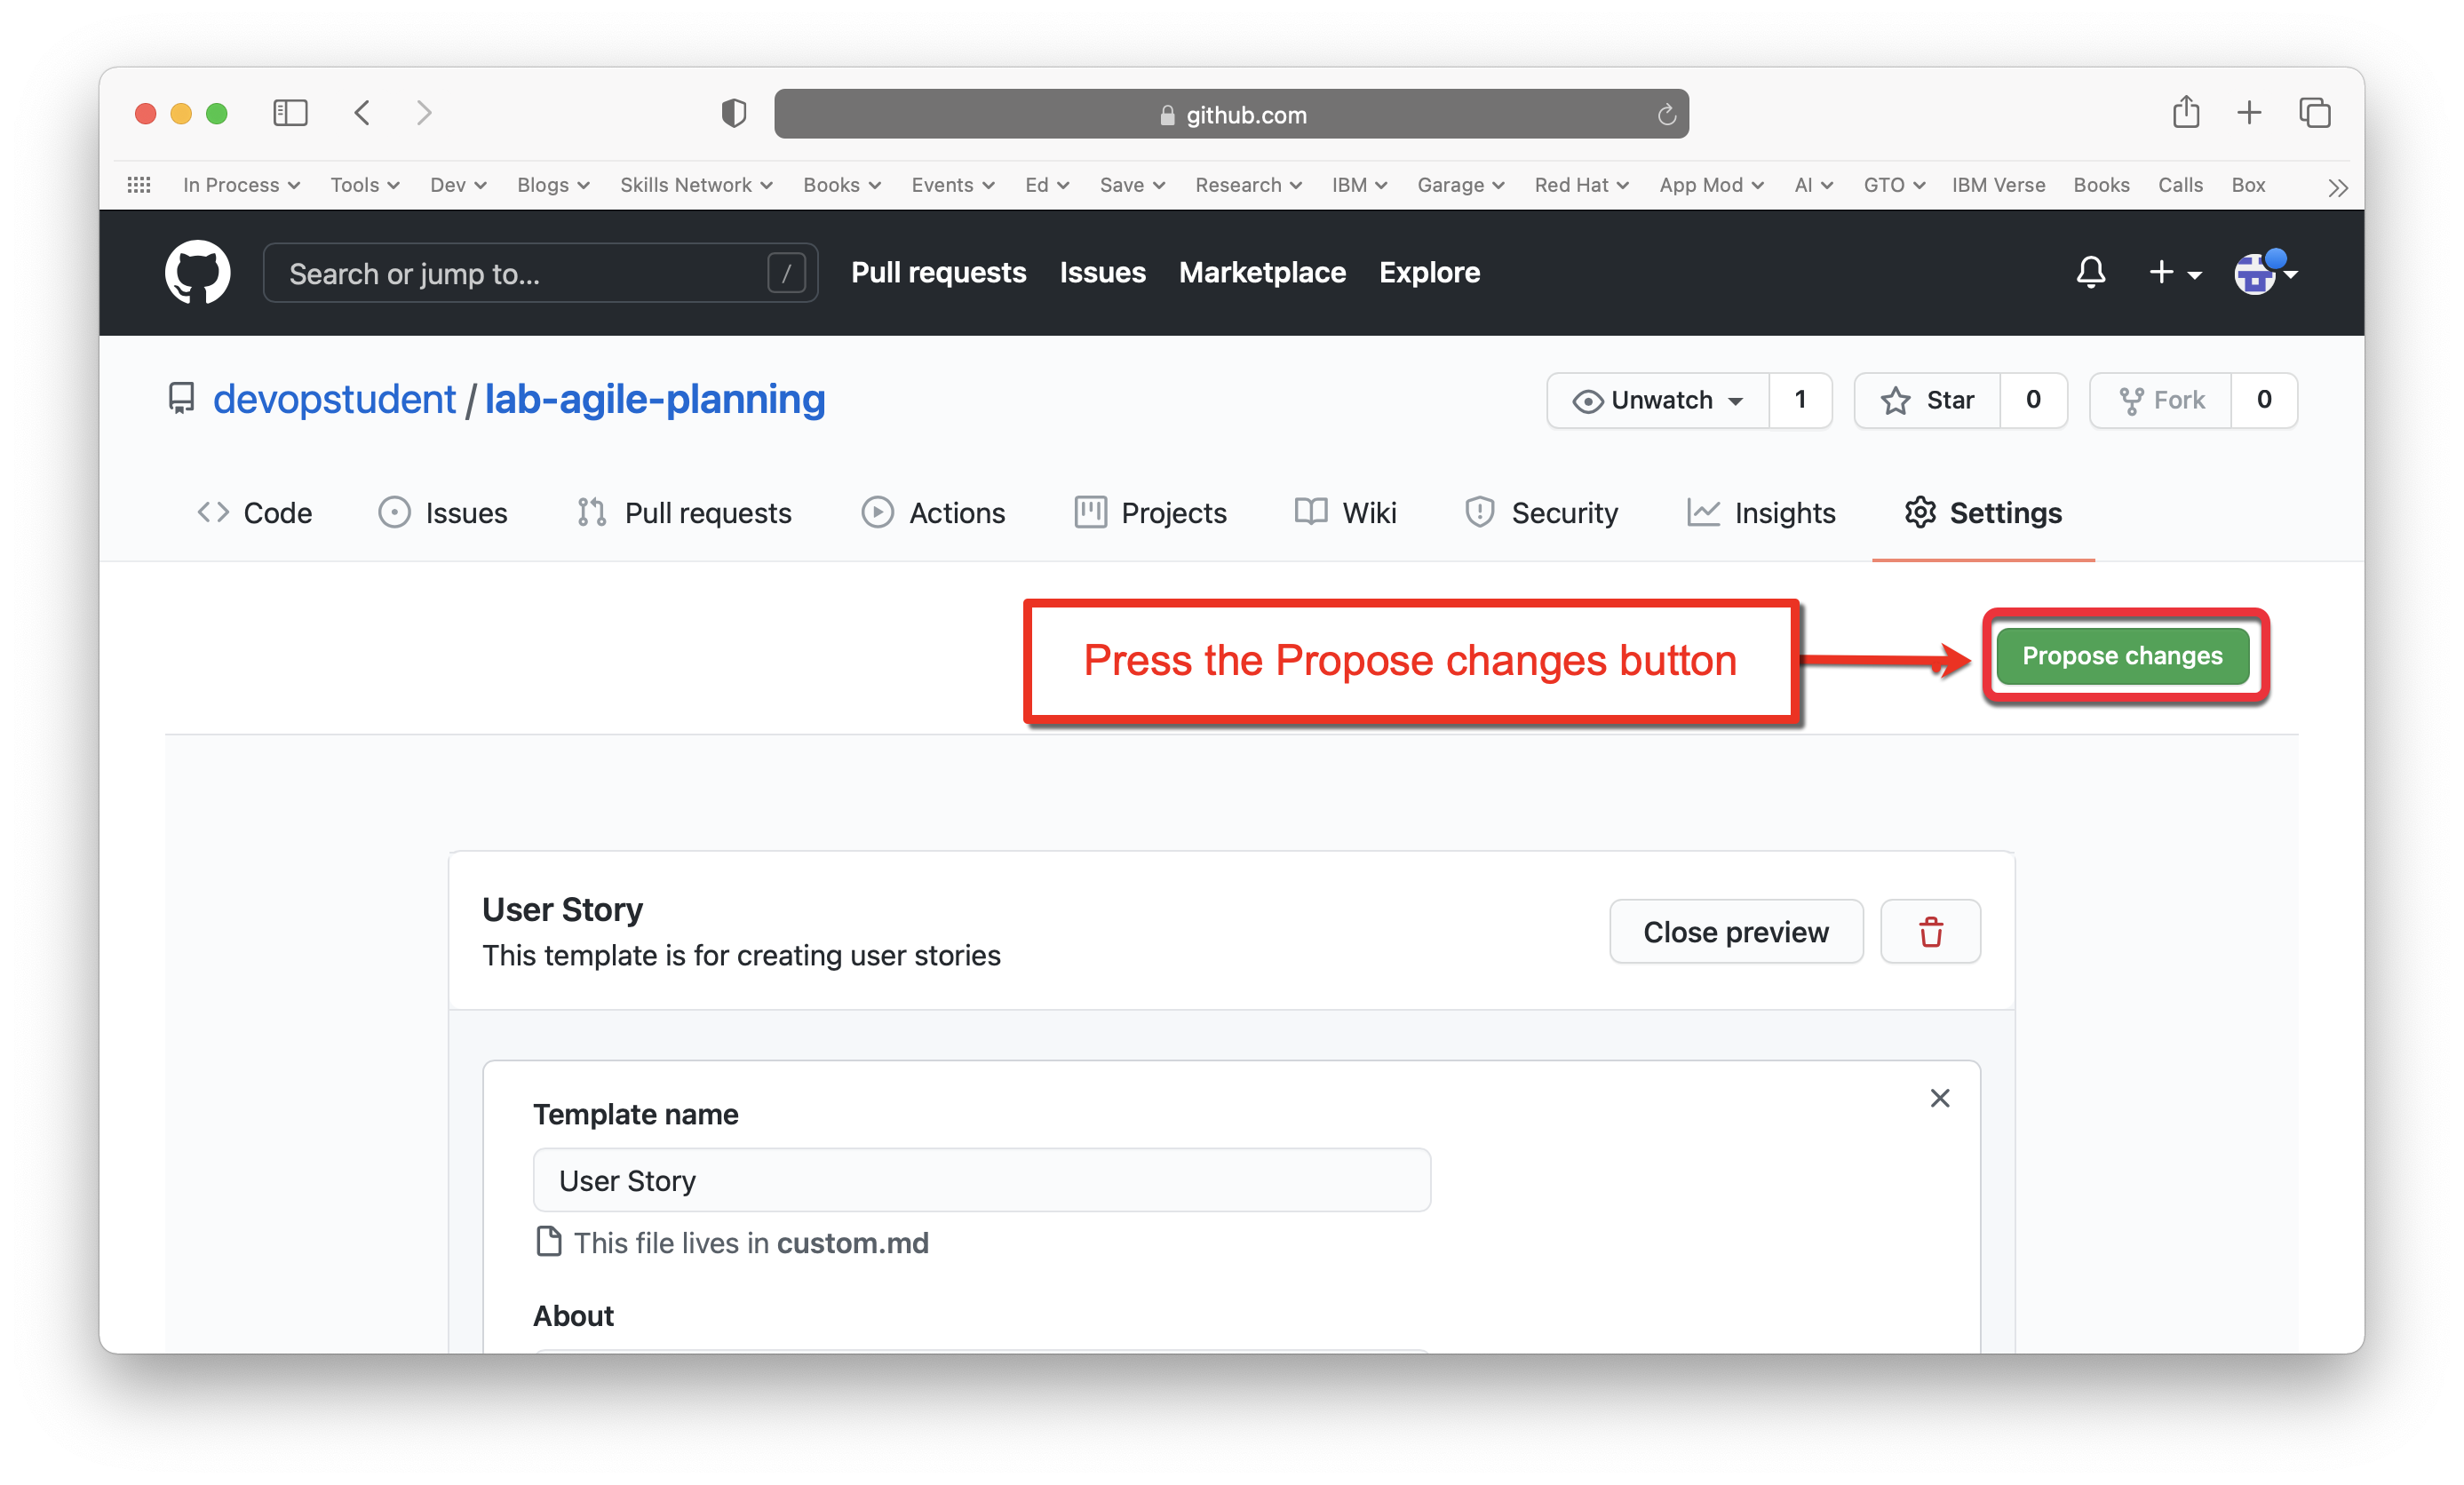 github.com
In Process Tools Dev Blogs Skills Network Books Events Ed Save Research IBM Garage Red Hat App Mod AI GTO IBM Verse Books Calls Box
Search or jump to... / Pull requests Issues Marketplace Explore
devopstudent / lab-agile-planning Unwatch 1 Star 0 Fork 0
Code Issues Pull requests Actions Projects Wiki Security Insights Settings
Press the Propose changes button Propose changes
User Story
This template is for creating user stories
Close preview
Template name
User Story
This file lives in custom.md
About